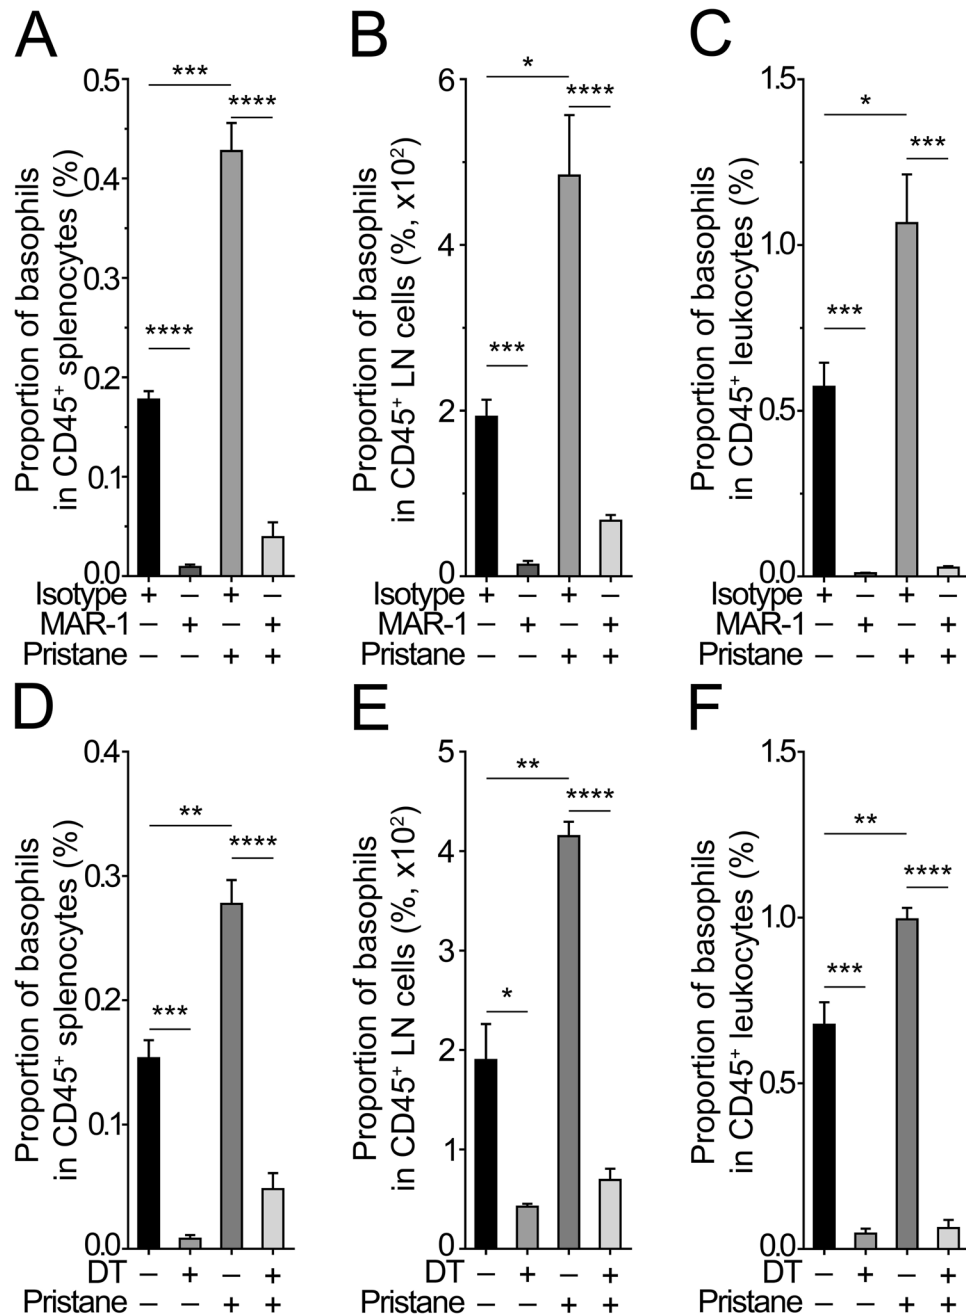 A
Proportion of basophils
in CD45⁺ splenocytes (%)
0.5
0.4
0.3
0.2
0.1
0.0
***
****
****
Isotype + − + −
MAR-1 − + − +
Pristane − − + +
B
Proportion of basophils
in CD45⁺ LN cells (%, x10²)
6
4
2
0
*
****
***
Isotype + − + −
MAR-1 − + − +
Pristane − − + +
C
Proportion of basophils
in CD45⁺ leukocytes (%)
1.5
1.0
0.5
0.0
*
***
***
Isotype + − + −
MAR-1 − + − +
Pristane − − + +
D
Proportion of basophils
in CD45⁺ splenocytes (%)
0.4
0.3
0.2
0.1
0.0
**
****
***
DT − + − +
Pristane − − + +
E
Proportion of basophils
in CD45⁺ LN cells (%, x10²)
5
4
3
2
1
0
**
****
*
DT − + − +
Pristane − − + +
F
Proportion of basophils
in CD45⁺ leukocytes (%)
1.5
1.0
0.5
0.0
**
****
***
DT − + − +
Pristane − − + +